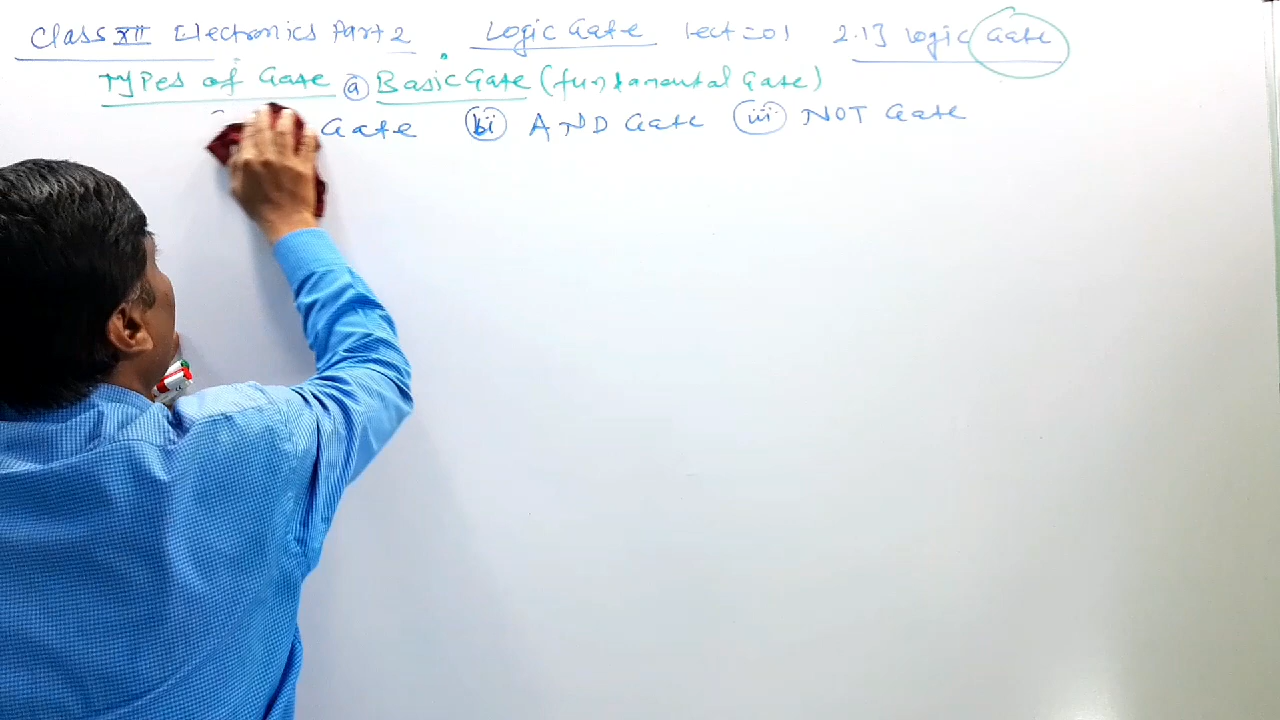 Class XII Electronics Part 2 Logic Gate lect=01 2.13 logic Gate
Types of Gate ⓐ Basic Gate (fundamental Gate)
Gate ⓘⓘ AND Gate ⓘⓘⓘ NOT Gate